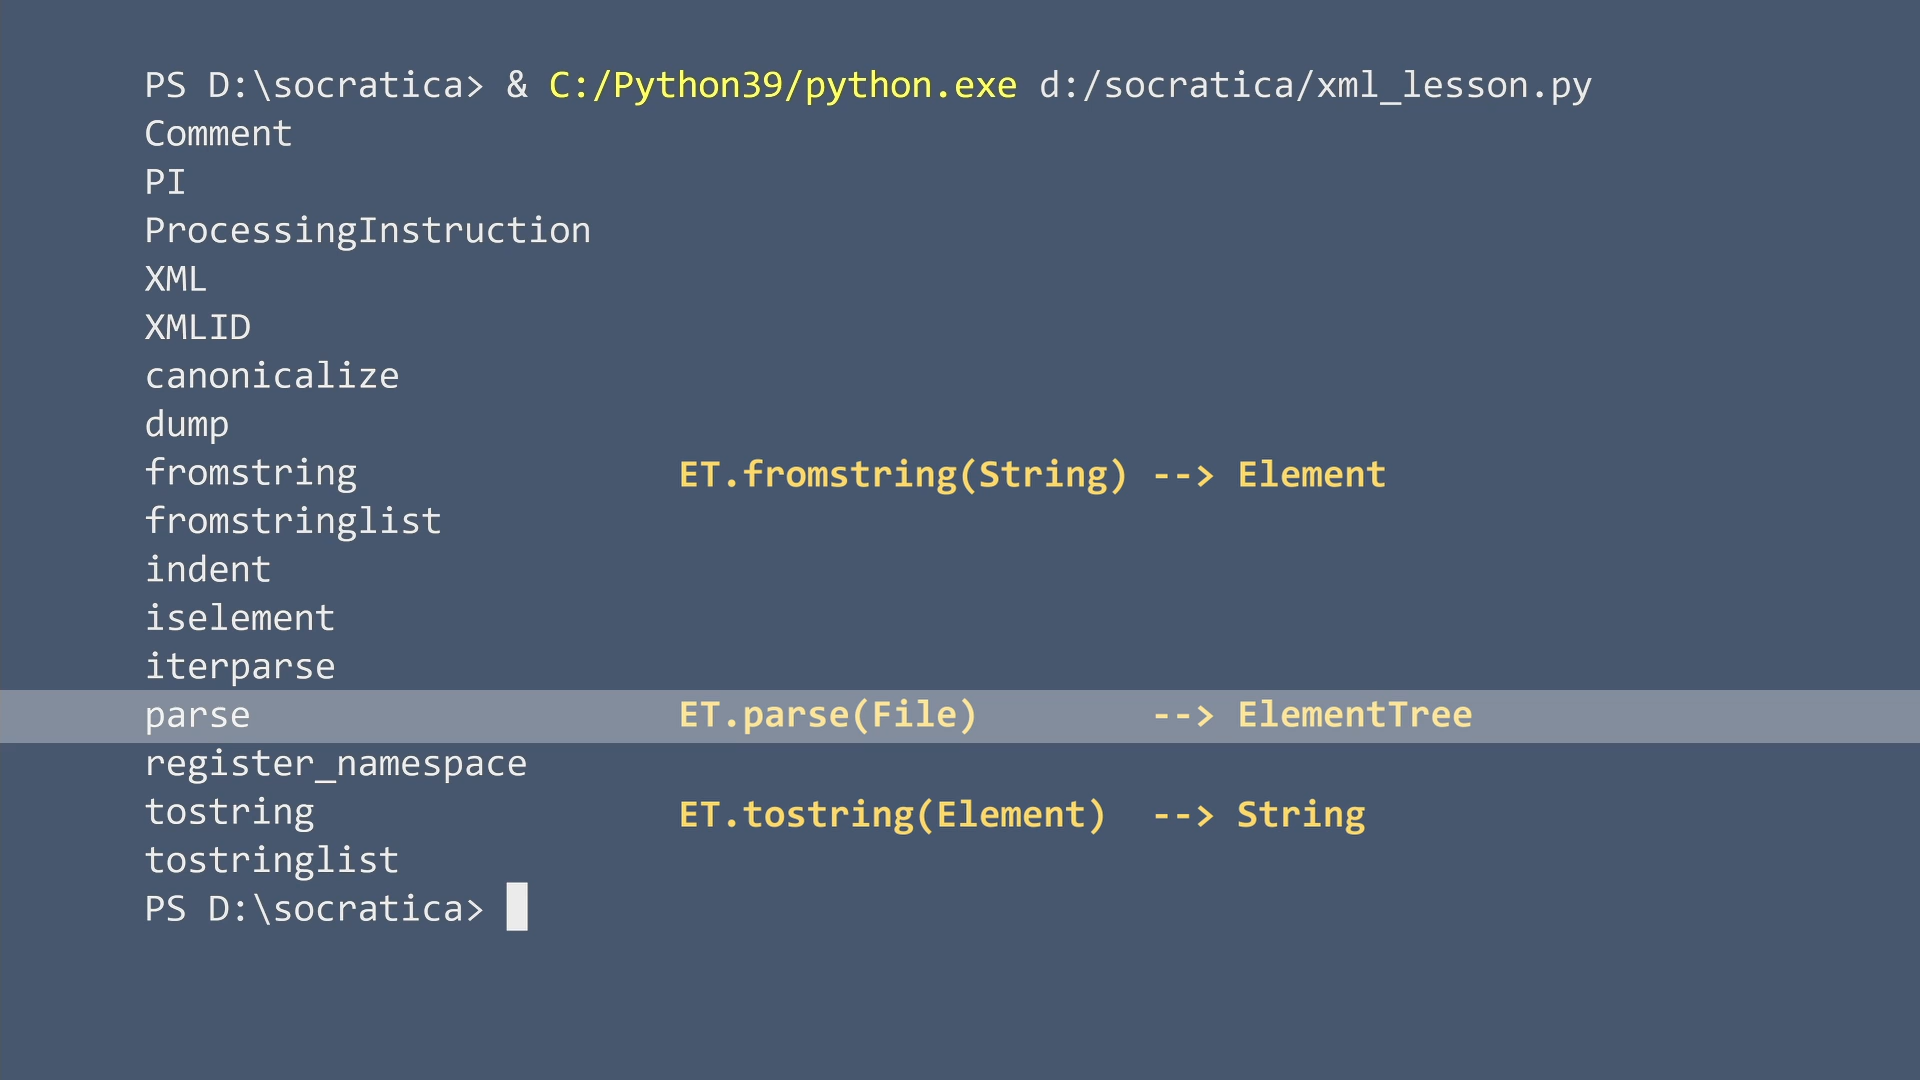 PS D:\socratica> & C:/Python39/python.exe d:/socratica/xml_lesson.py
Comment
PI
ProcessingInstruction
XML
XMLID
canonicalize
dump
fromstring ET.fromstring(String) --> Element
fromstringlist
indent
iselement
iterparse
parse ET.parse(File) --> ElementTree
register_namespace
tostring ET.tostring(Element) --> String
tostringlist
PS D:\socratica>